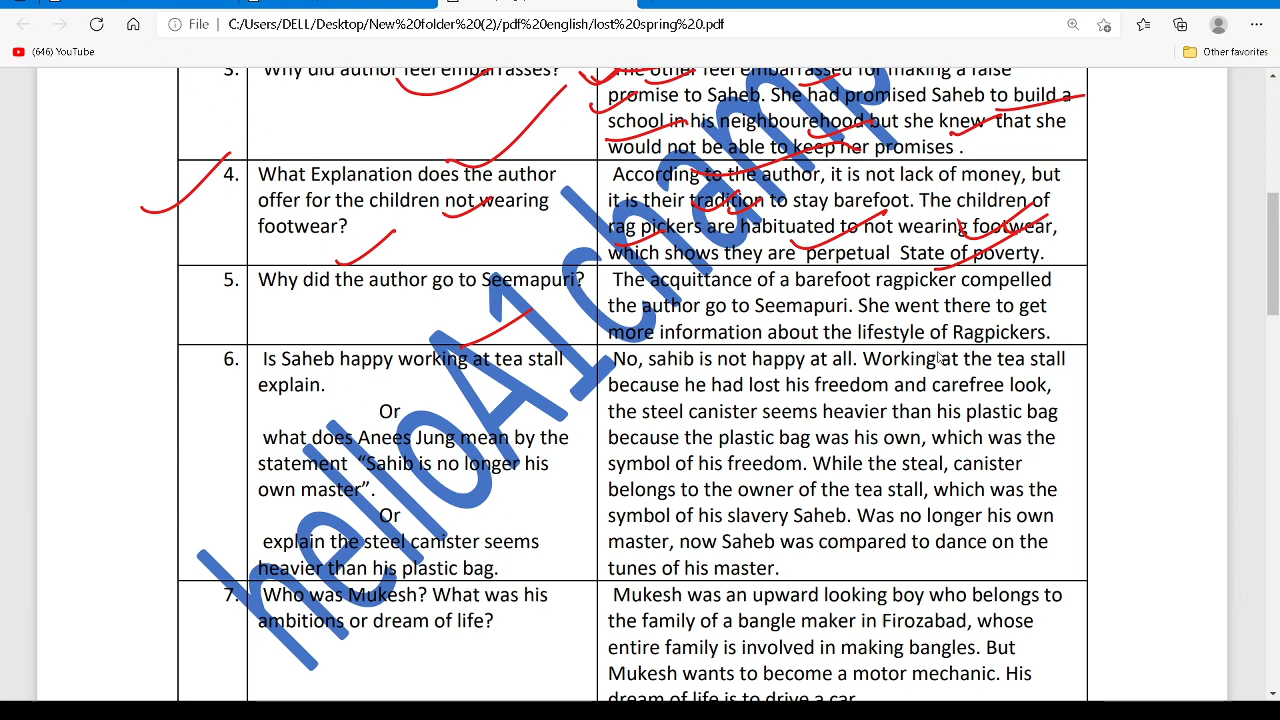 File C:/Users/DELL/Desktop/New%20folder%20(2)/pdf%20english/lost%20spring%20.pdf
(646) YouTube
Other favorites
3. Why did author feel embarrasses?
The other feel embarrassed for making a false
promise to Saheb. She had promised Saheb to build a
school in his neighbourehood but she knew that she
would not be able to keep her promises .
4. What Explanation does the author
offer for the children not wearing
footwear?
According to the author, it is not lack of money, but
it is their tradition to stay barefoot. The children of
rag pickers are habituated to not wearing footwear,
which shows they are perpetual State of poverty.
5. Why did the author go to Seemapuri?
The acquittance of a barefoot ragpicker compelled
the author go to Seemapuri. She went there to get
more information about the lifestyle of Ragpickers.
6. Is Saheb happy working at tea stall
explain.
Or
what does Anees Jung mean by the
statement “Sahib is no longer his
own master”.
Or
explain the steel canister seems
heavier than his plastic bag.
No, sahib is not happy at all. Working at the tea stall
because he had lost his freedom and carefree look,
the steel canister seems heavier than his plastic bag
because the plastic bag was his own, which was the
symbol of his freedom. While the steal, canister
belongs to the owner of the tea stall, which was the
symbol of his slavery Saheb. Was no longer his own
master, now Saheb was compared to dance on the
tunes of his master.
7. Who was Mukesh? What was his
ambitions or dream of life?
Mukesh was an upward looking boy who belongs to
the family of a bangle maker in Firozabad, whose
entire family is involved in making bangles. But
Mukesh wants to become a motor mechanic. His
dream of life is to drive a car
helloA1champ